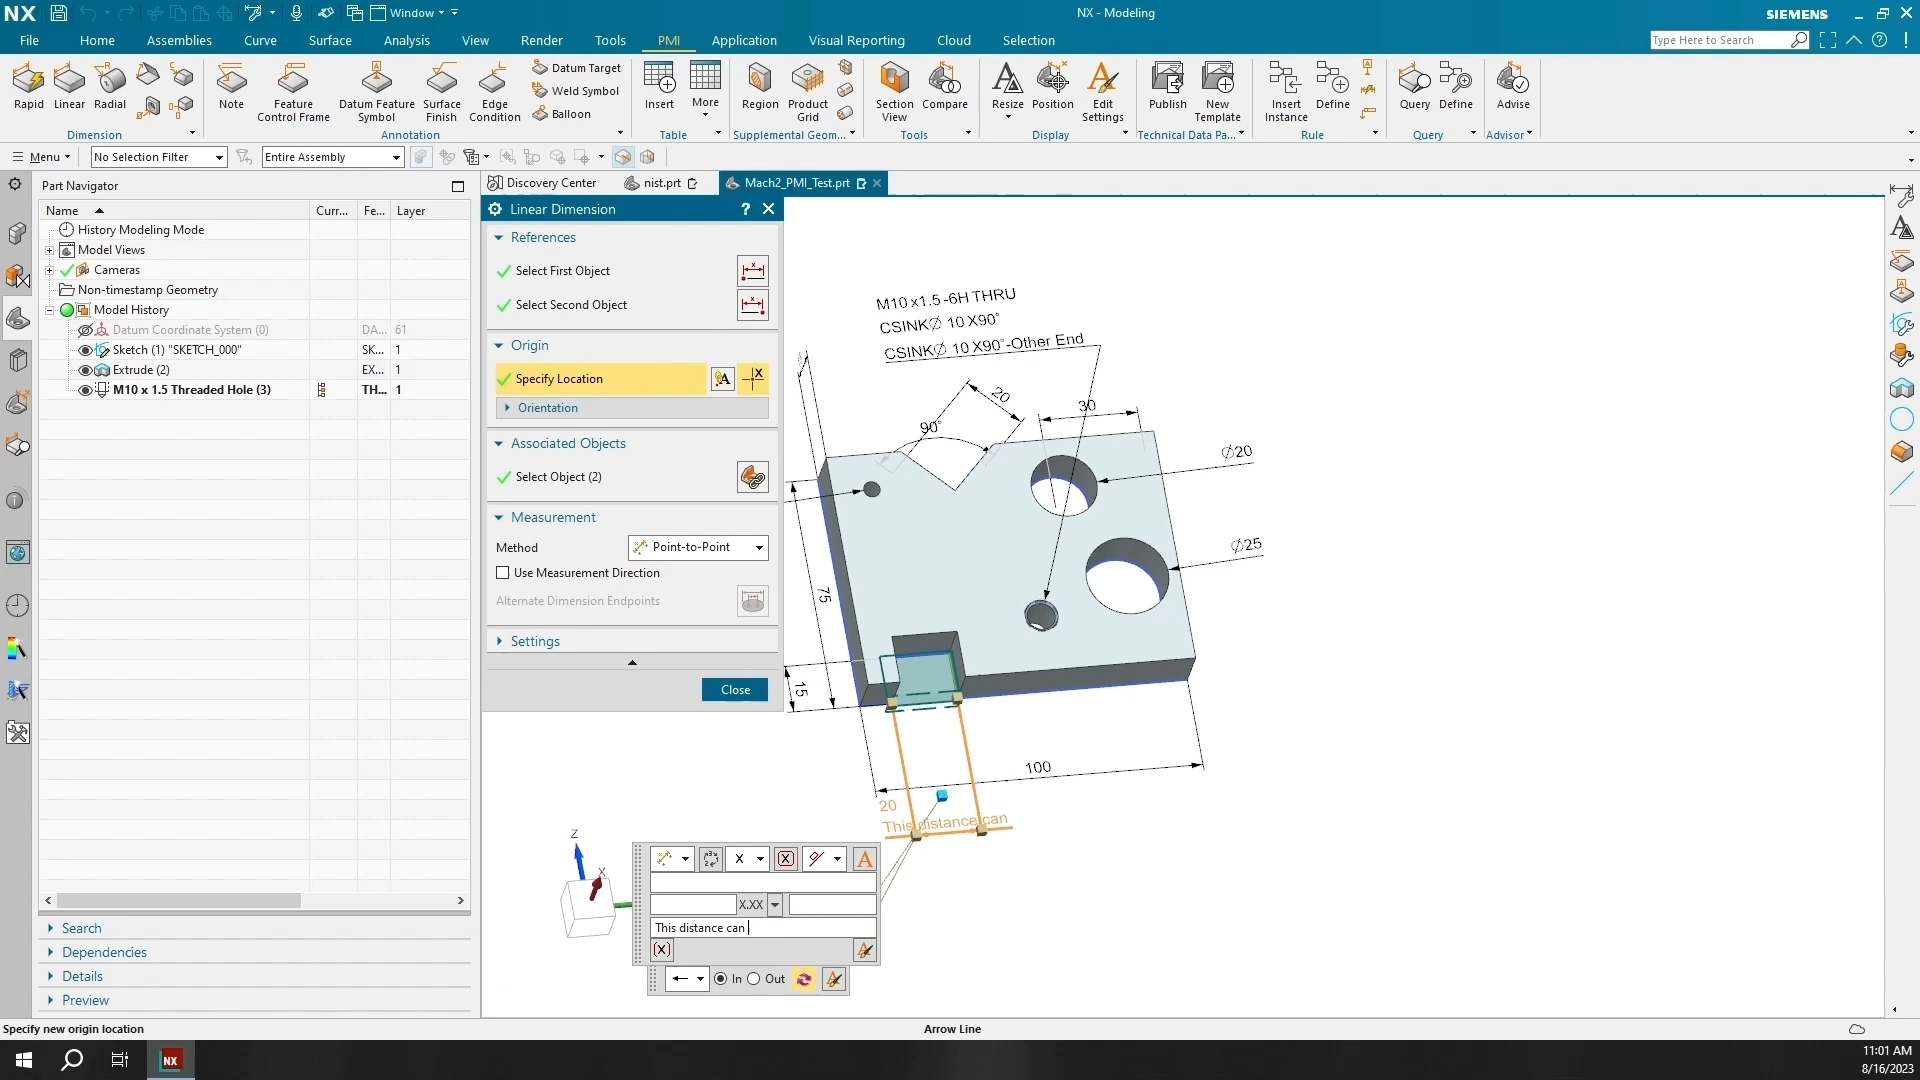 NX
Window
NX - Modeling
SIEMENS
File Home Assemblies Curve Surface Analysis View Render Tools PMI Application Visual Reporting Cloud Selection
Type Here to Search
Rapid Linear Radial
Note
Feature Control Frame
Datum Feature Symbol
Surface Finish
Edge Condition
Datum Target
Weld Symbol
Balloon
Insert More
Region
Product Grid
Section View
Compare
Resize Position
Edit Settings
Publish
New Template
Insert Instance
Define
Query Define
Advise
Dimension Annotation Table Supplemental Geom... Tools Display Technical Data Pa... Rule Query Advisor
Menu No Selection Filter Entire Assembly
Part Navigator
Discovery Center nist.prt Mach2_PMI_Test.prt
Name Curr... Fe... Layer
History Modeling Mode
Model Views
Cameras
Non-timestamp Geometry
Model History
Datum Coordinate System (0) DA... 61
Sketch (1) "SKETCH_000" SK... 1
Extrude (2) EX... 1
M10 x 1.5 Threaded Hole (3) TH... 1
Search
Dependencies
Details
Preview
Linear Dimension ?
References
Select First Object
Select Second Object
Origin
Specify Location
Orientation
Associated Objects
Select Object (2)
Measurement
Method Point-to-Point
Use Measurement Direction
Alternate Dimension Endpoints
Settings
Close
M10 x1.5 -6H THRU
CSINK∅ 10 X90°
CSINK∅ 10 X90°-Other End
20
30
90°
∅20
∅25
75
15
100
20
This distance can
Z
X
X
X.XX
This distance can
In Out
Specify new origin location
Arrow Line
NX
11:01 AM
8/16/2023